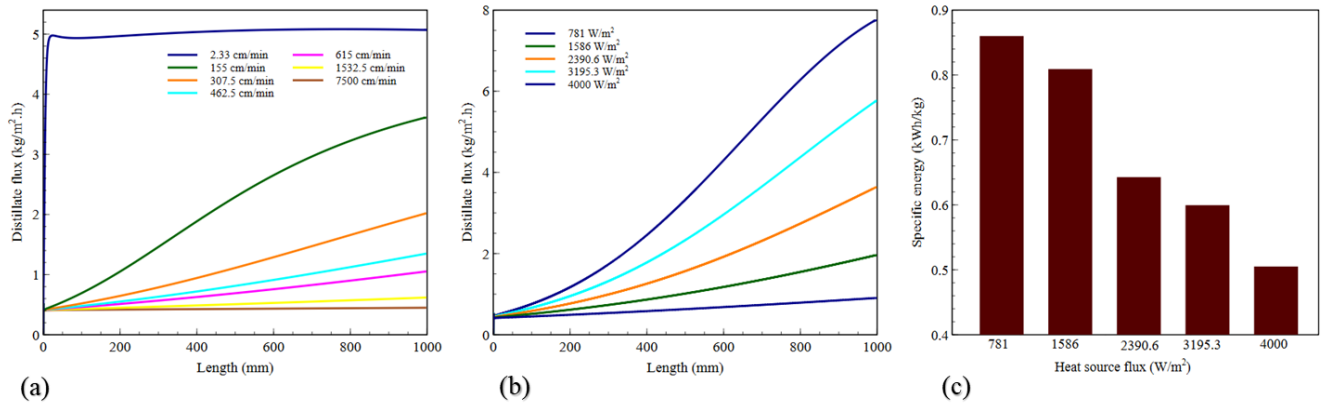 Distillate flux (kg/m².h)
5
4
3
2
1
0
2.33 cm/min
155 cm/min
307.5 cm/min
462.5 cm/min
615 cm/min
1532.5 cm/min
7500 cm/min
0 200 400 600 800 1000
Length (mm)
(a)
Distillate flux (kg/m².h)
8
6
4
2
0
781 W/m²
1586 W/m²
2390.6 W/m²
3195.3 W/m²
4000 W/m²
0 200 400 600 800 1000
Length (mm)
(b)
Specific energy (kWh/kg)
0.9
0.8
0.9
0.6
0.5
0.4
781 1586 2390.6 3195.3 4000
Heat source flux (W/m²)
(c)